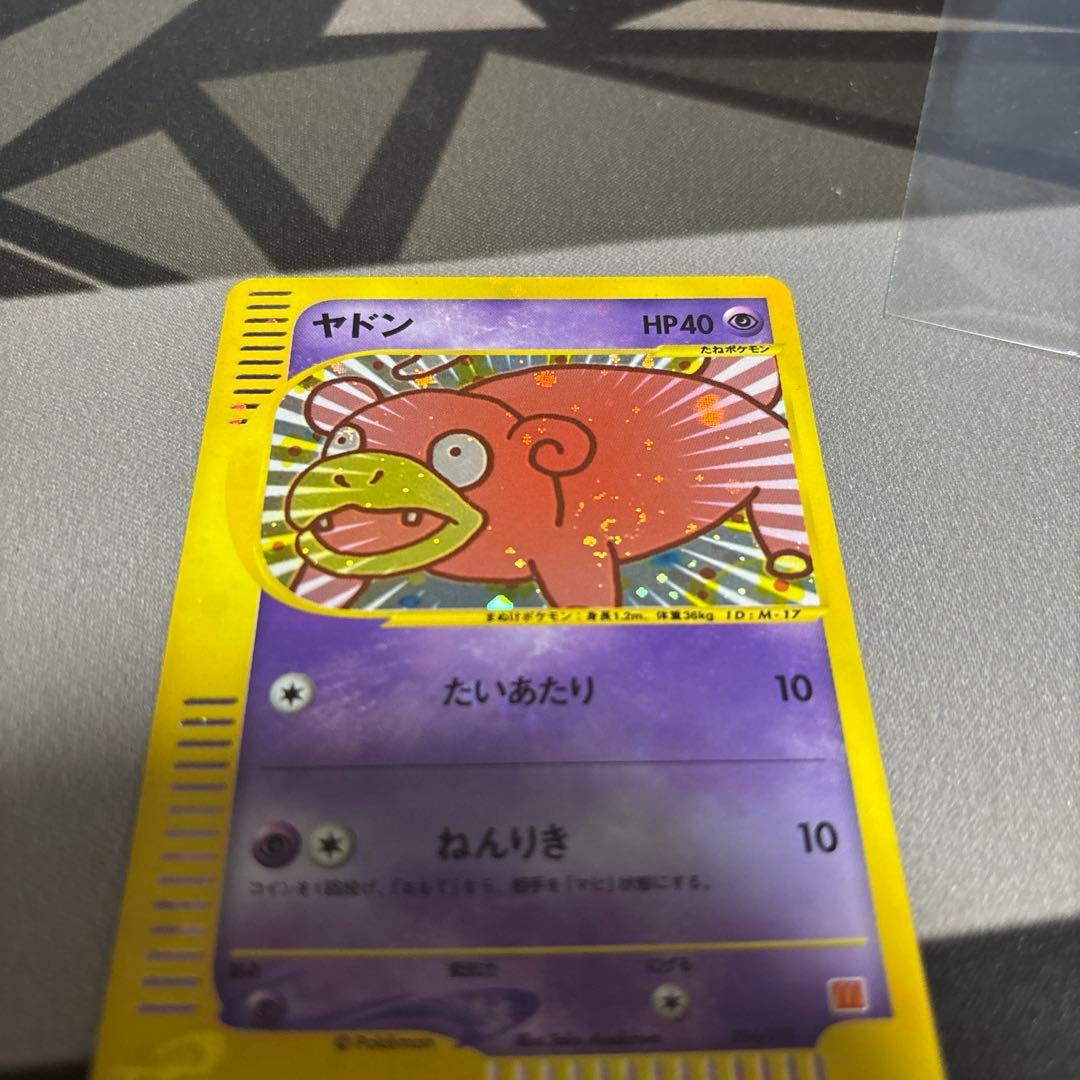 ヤドン
HP40
たねポケモン
まぬけポケモン：身長1.2m、体重36kg ID:M-17
たいあたり 10
ねんりき 10
コインを1回投げ、「おもて」なら、相手を「マヒ」状態にする。
にげる
© Pokémon